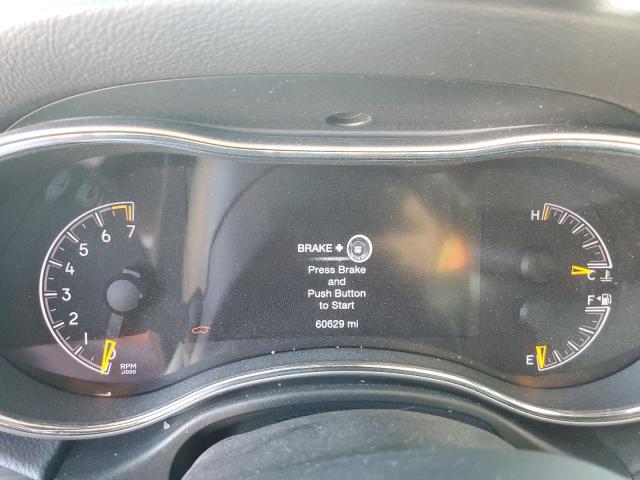 7
6
5
4
3
2
1
0
RPM
x1000
BRAKE +
Press Brake
and
Push Button
to Start
60629 mi
H
C
F
E